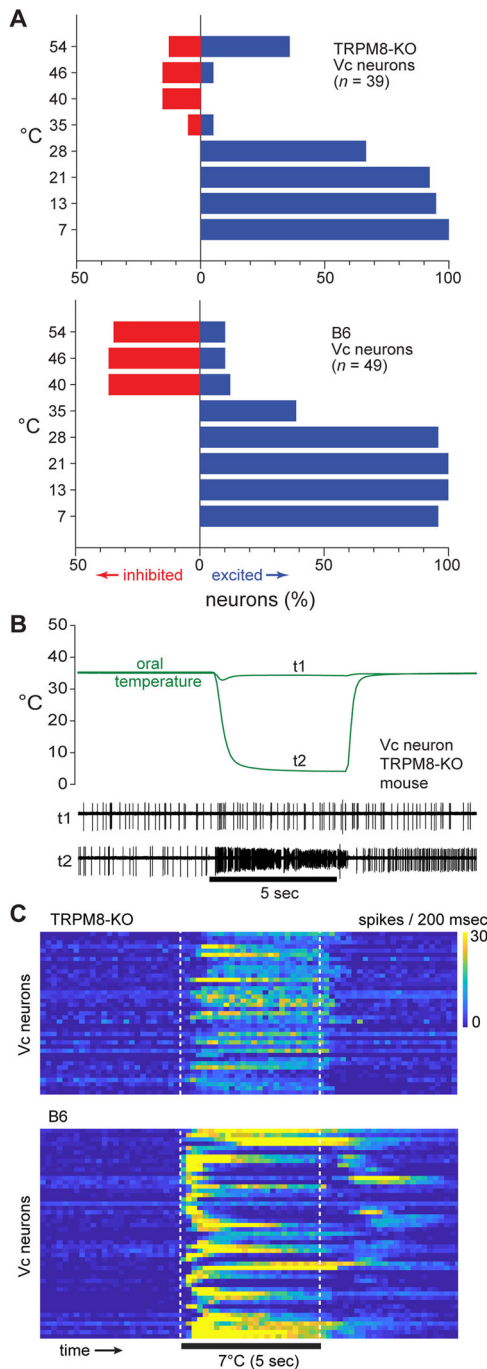 A
TRPM8-KO
Vc neurons
(n = 39)
54
46
40
35
28
21
13
7
°C
50
0
50
100
B6
Vc neurons
(n = 49)
54
46
40
35
28
21
13
7
°C
50
0
50
100
← inhibited excited →
neurons (%)
B
50
40
30
20
10
0
°C
oral
temperature
t1
t2
Vc neuron
TRPM8-KO
mouse
t1
t2
5 sec
C
TRPM8-KO spikes / 200 msec
30
0
Vc neurons
B6
Vc neurons
time →
7°C (5 sec)